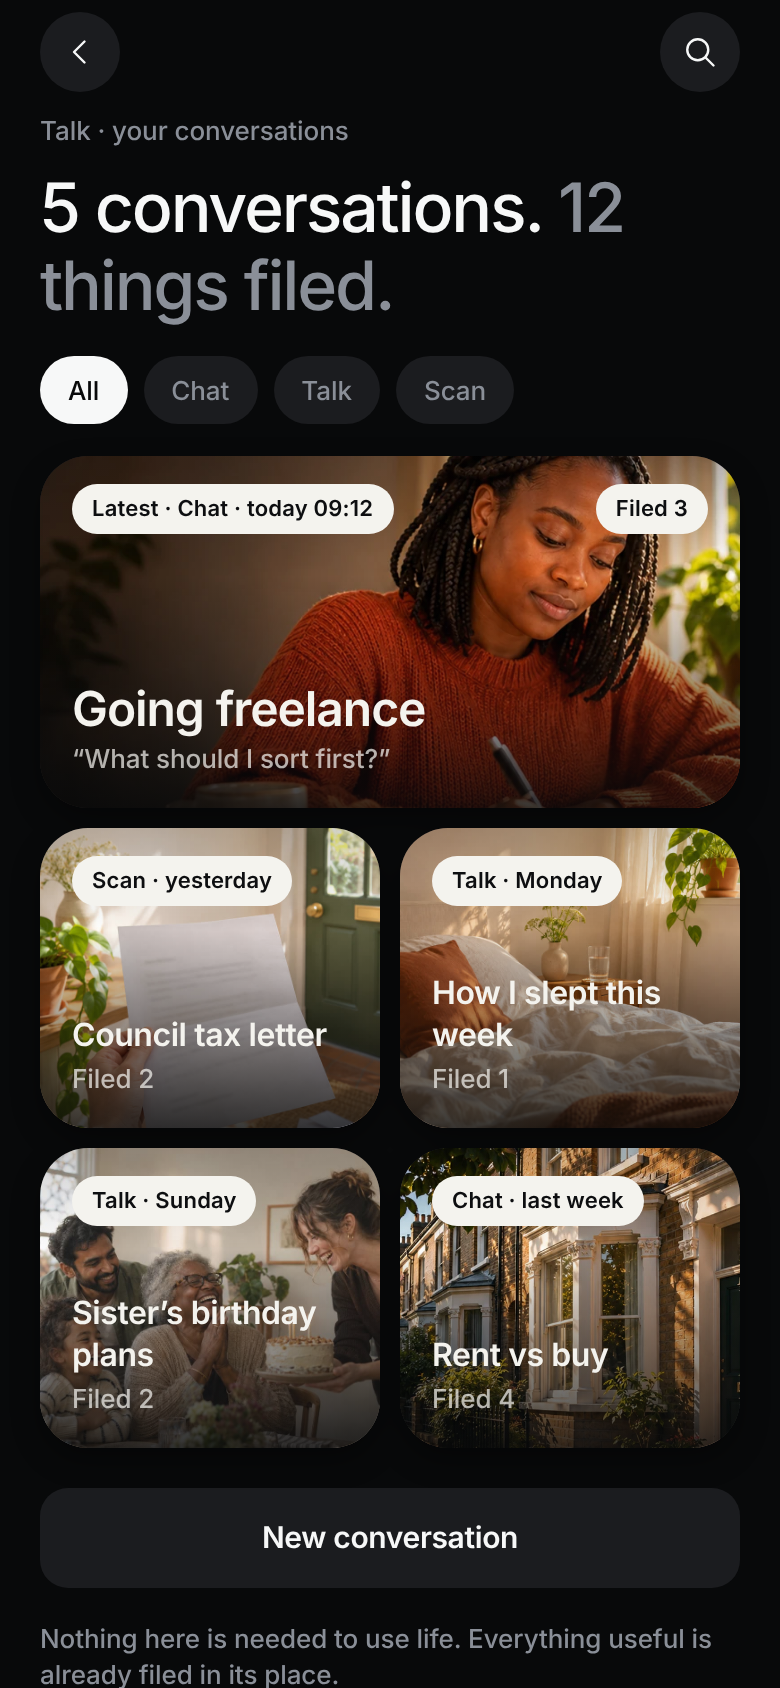 Talk · your conversations
5 conversations. 12
things filed.
All
Chat
Talk
Scan
Latest · Chat · today 09:12
Filed 3
Going freelance
“What should I sort first?”
Scan · yesterday
Council tax letter
Filed 2
Talk · Monday
How I slept this
week
Filed 1
Talk · Sunday
Sister’s birthday
plans
Filed 2
Chat · last week
Rent vs buy
Filed 4
New conversation
Nothing here is needed to use life. Everything useful is
already filed in its place.